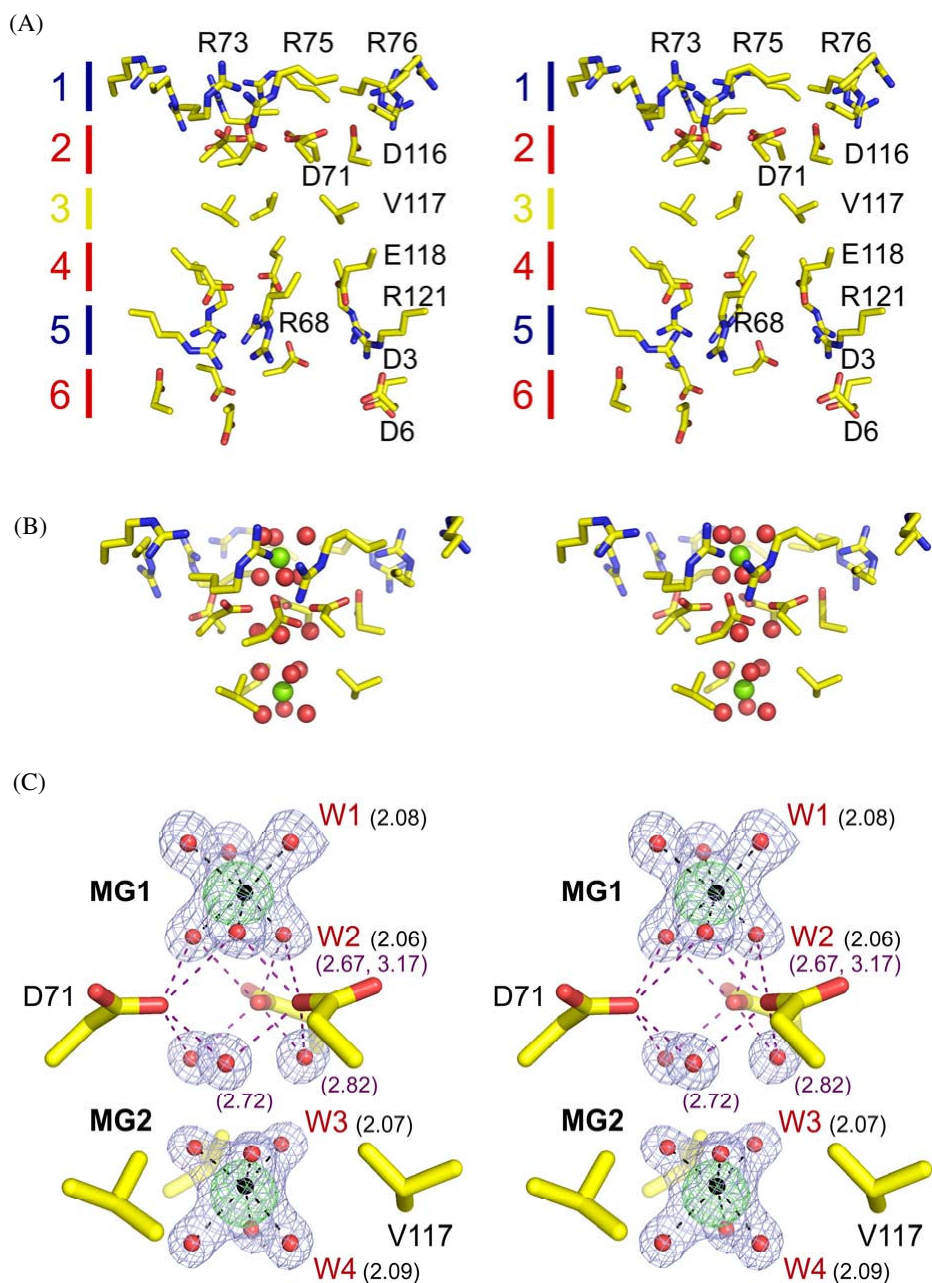 (A)
R73 R75 R76 R73 R75 R76
1 1
2 D116 2 D116
D71 D71
3 V117 3 V117
4 E118 4 E118
R121 R121
5 R68 5 R68
D3 D3
6 6
D6 D6
(B)
(C)
W1 (2.08) W1 (2.08)
MG1 MG1
W2 (2.06) W2 (2.06)
(2.67, 3.17) (2.67, 3.17)
D71 D71
(2.82) (2.82)
(2.72) (2.72)
MG2 W3 (2.07) MG2 W3 (2.07)
V117 V117
W4 (2.09) W4 (2.09)